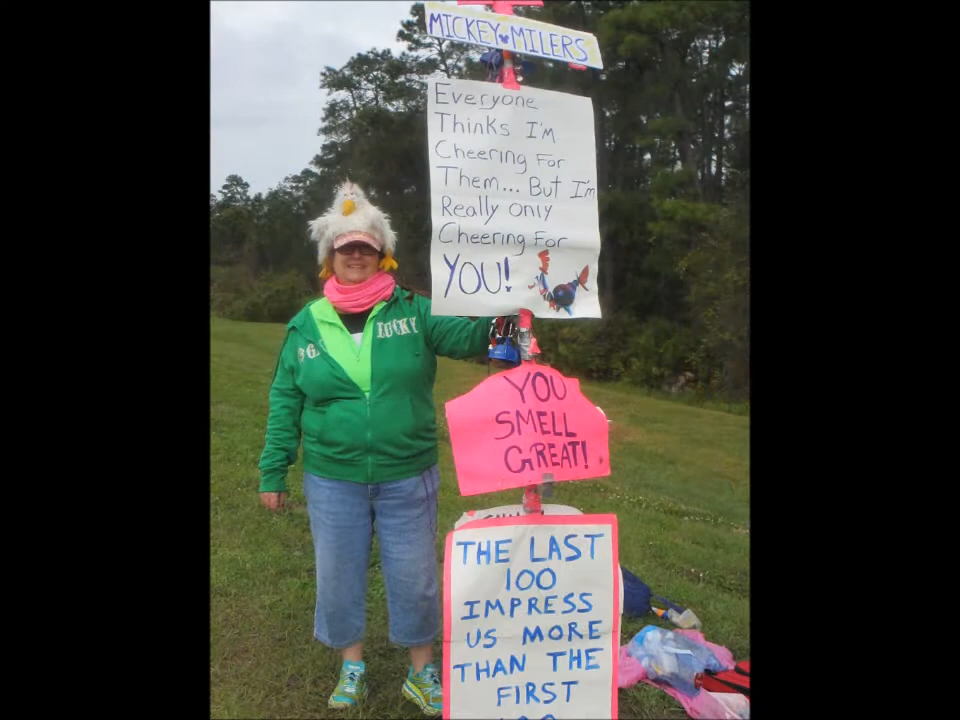 MICKEY MILERS
Everyone
Thinks I'm
Cheering For
Them... But I'm
Really Only
Cheering For
YOU!
LUCKY
YOU
SMELL
GREAT!
THE LAST
100
IMPRESS
US MORE
THAN THE
FIRST
100